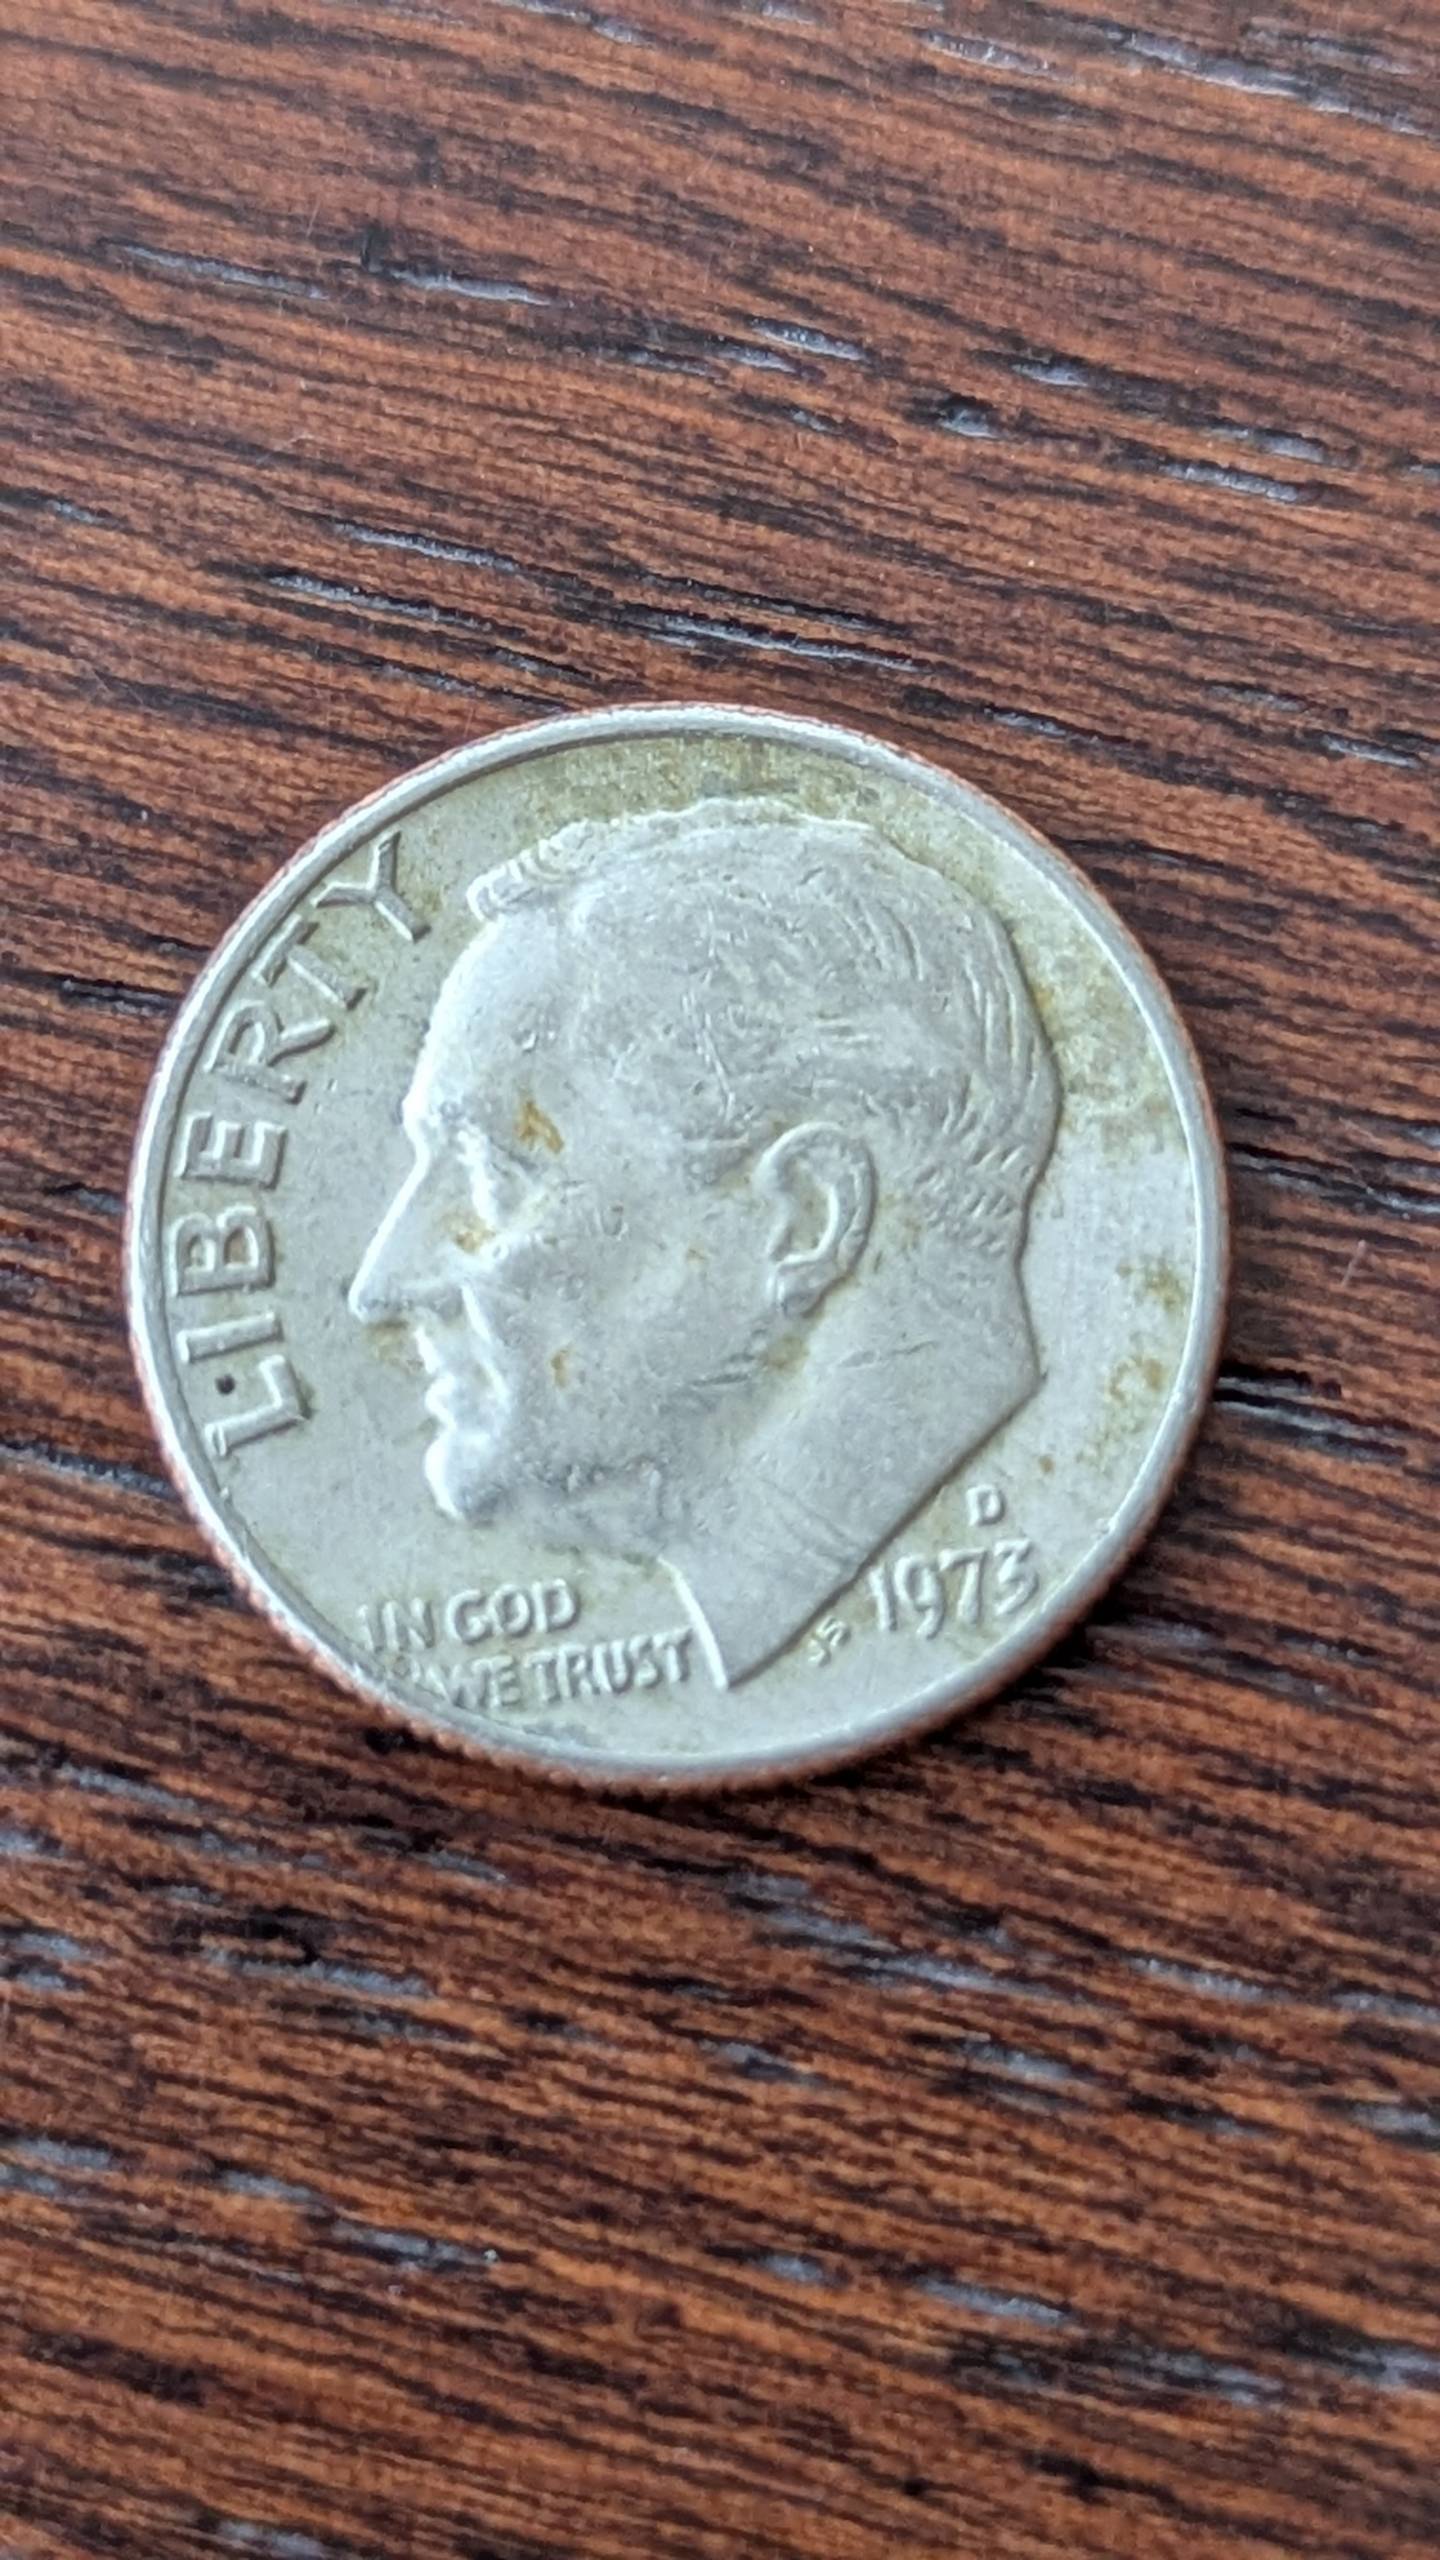 LIBERTY
IN GOD
WE TRUST
JS
D
1973